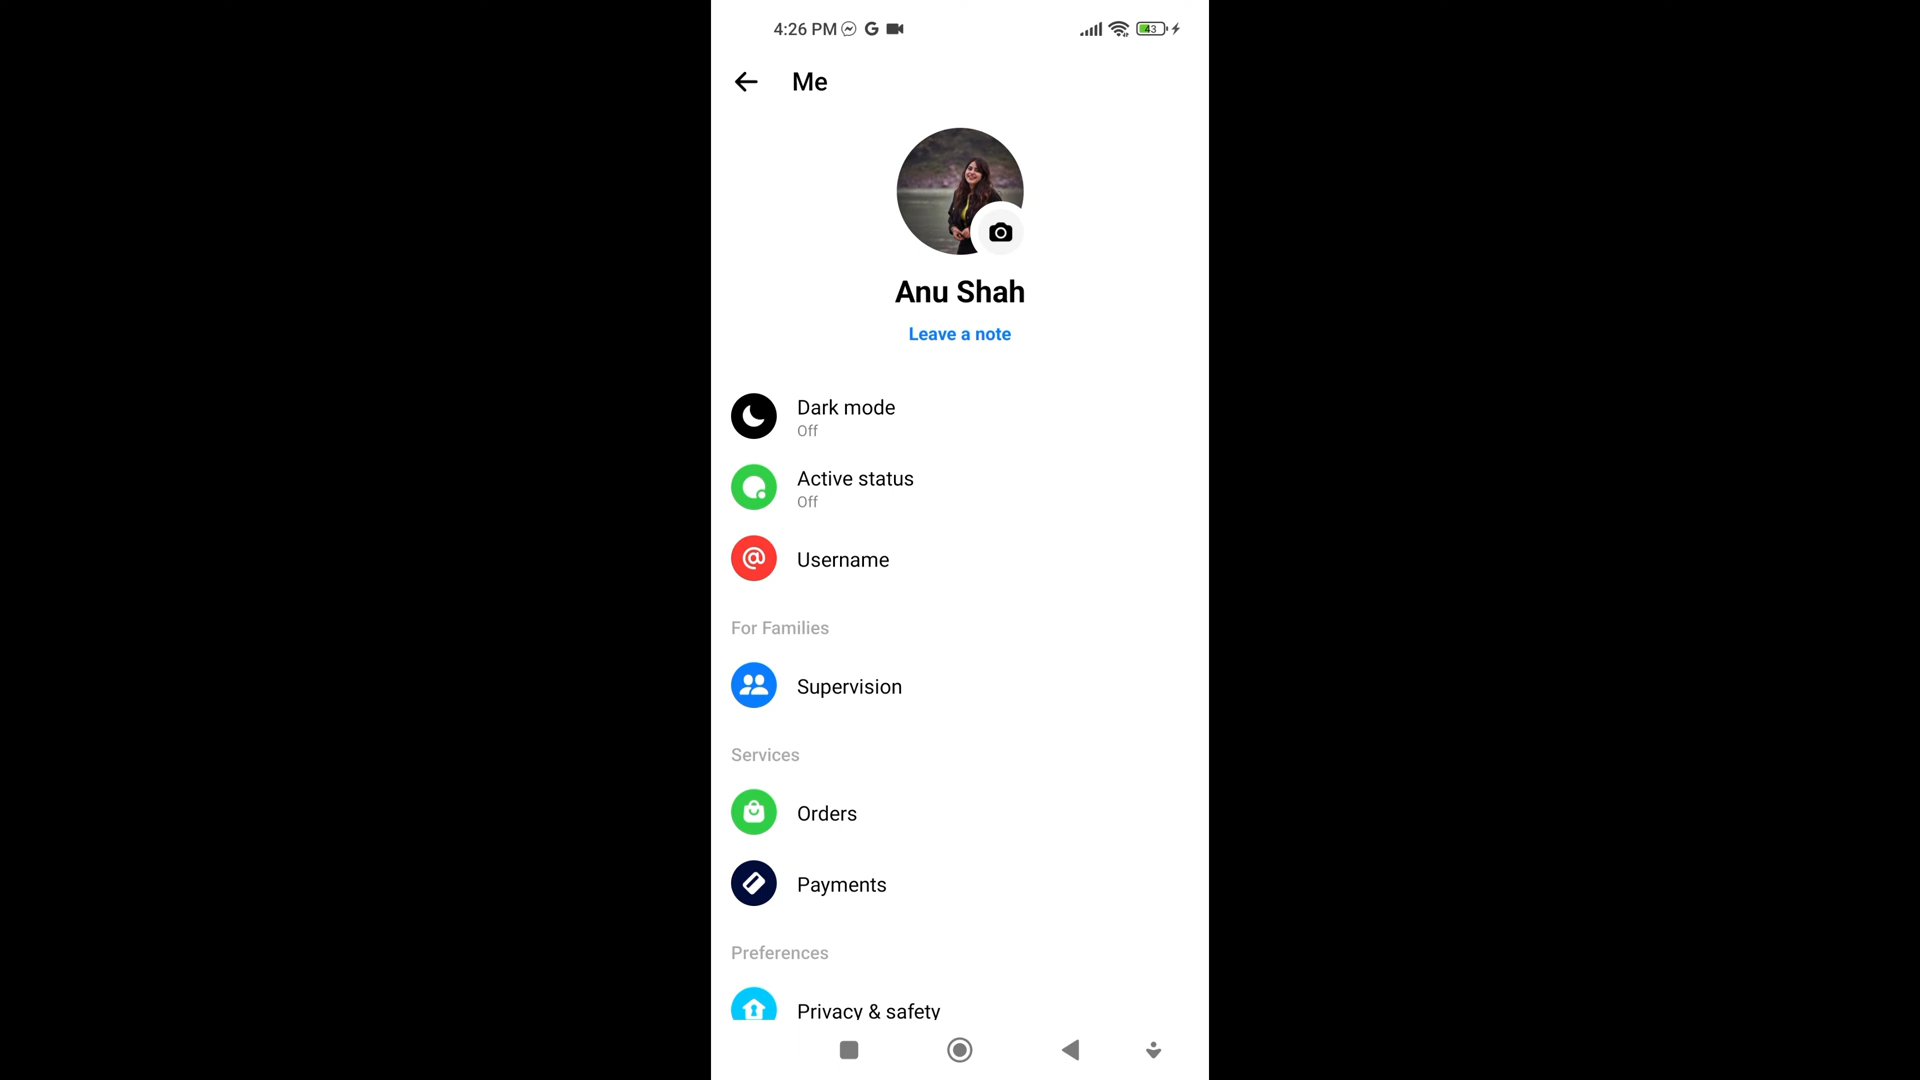 4:26 PM
43
Me
Anu Shah
Leave a note
Dark mode
Off
Active status
Off
Username
For Families
Supervision
Services
Orders
Payments
Preferences
Privacy & safety